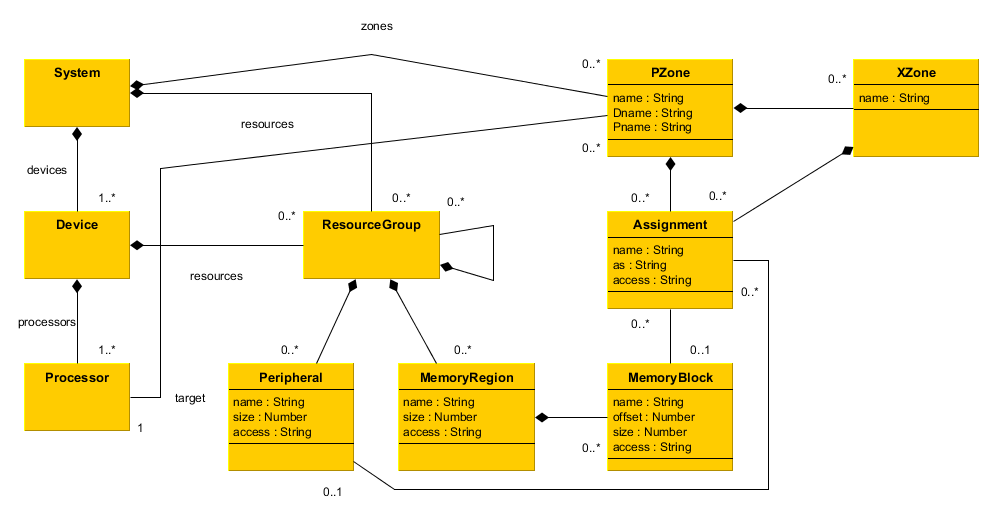 zones
System
0..*
PZone
name : String
Dname : String
Pname : String
0..*
XZone
name : String
resources
0..*
devices
1..*
0..*
0..*
0..*
0..*
0..*
Device
ResourceGroup
Assignment
name : String
as : String
access : String
resources
0..*
processors
1..*
0..*
0..*
0..*
0..1
Processor
Peripheral
name : String
size : Number
access : String
MemoryRegion
name : String
size : Number
access : String
MemoryBlock
name : String
offset : Number
size : Number
access : String
target
1
0..*
0..1